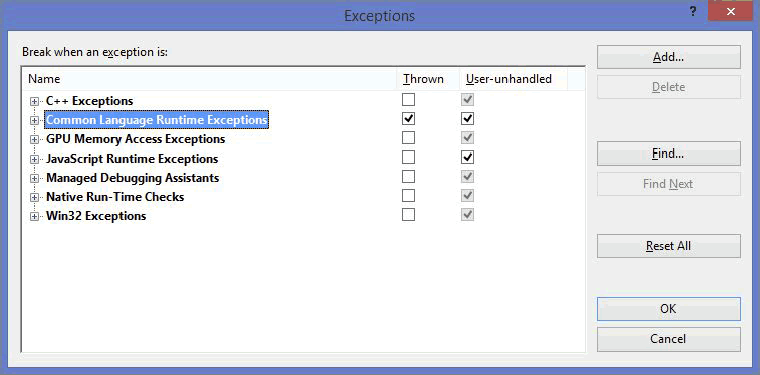 Exceptions
?
Break when an exception is:
Name Thrown User-unhandled
C++ Exceptions
Common Language Runtime Exceptions
GPU Memory Access Exceptions
JavaScript Runtime Exceptions
Managed Debugging Assistants
Native Run-Time Checks
Win32 Exceptions
Add...
Delete
Find...
Find Next
Reset All
OK
Cancel